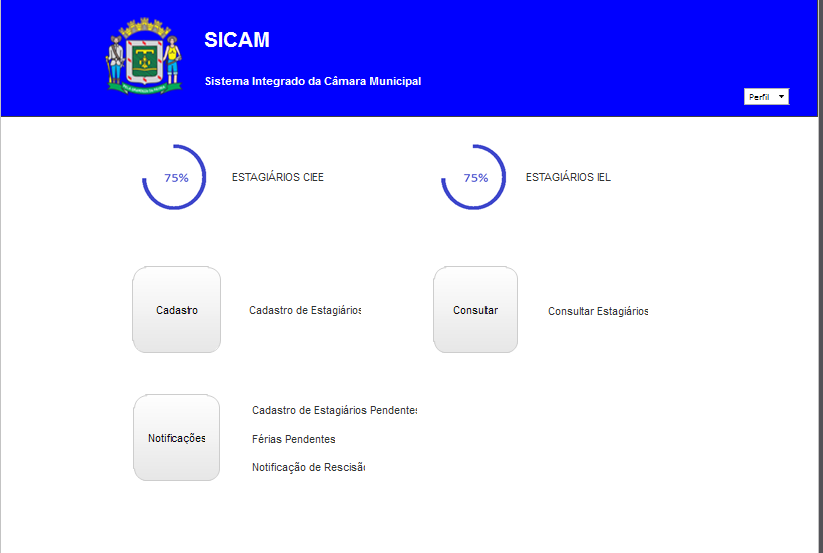 SICAM
Sistema Integrado da Câmara Municipal
Perfil
75%
ESTAGIÁRIOS CIEE
75%
ESTAGIÁRIOS IEL
Cadastro
Cadastro de Estagiários
Consultar
Consultar Estagiários
Notificações
Cadastro de Estagiários Pendentes
Férias Pendentes
Notificação de Rescisã